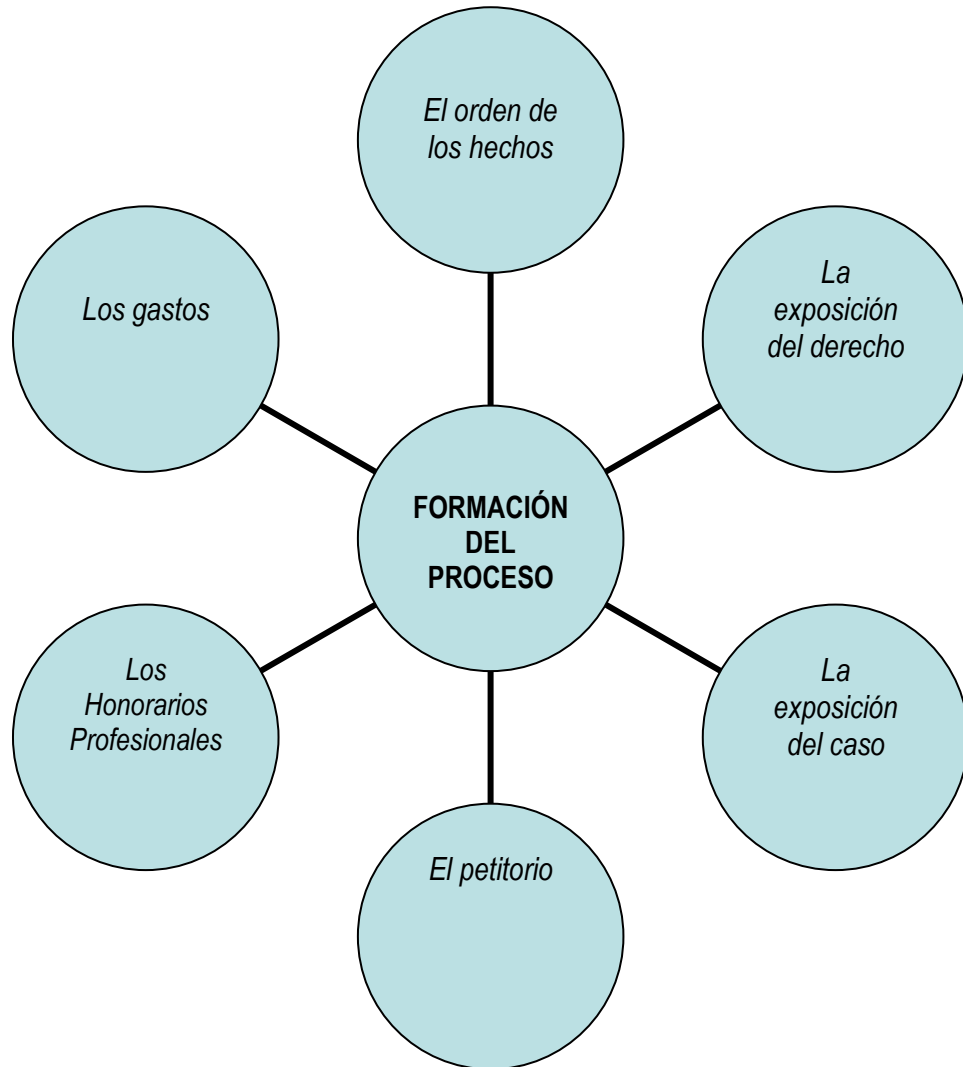 El orden de
los hechos
La
exposición
del derecho
La
exposición
del caso
El petitorio
Los
Honorarios
Profesionales
Los gastos
FORMACIÓN
DEL
PROCESO